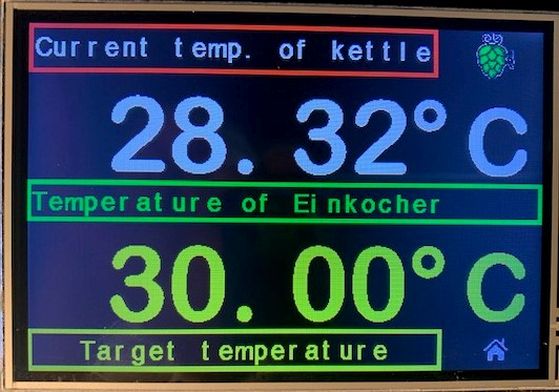 Current temp. of kettle
28.32°C
Temperature of Einkocher
30.00°C
Target temperature